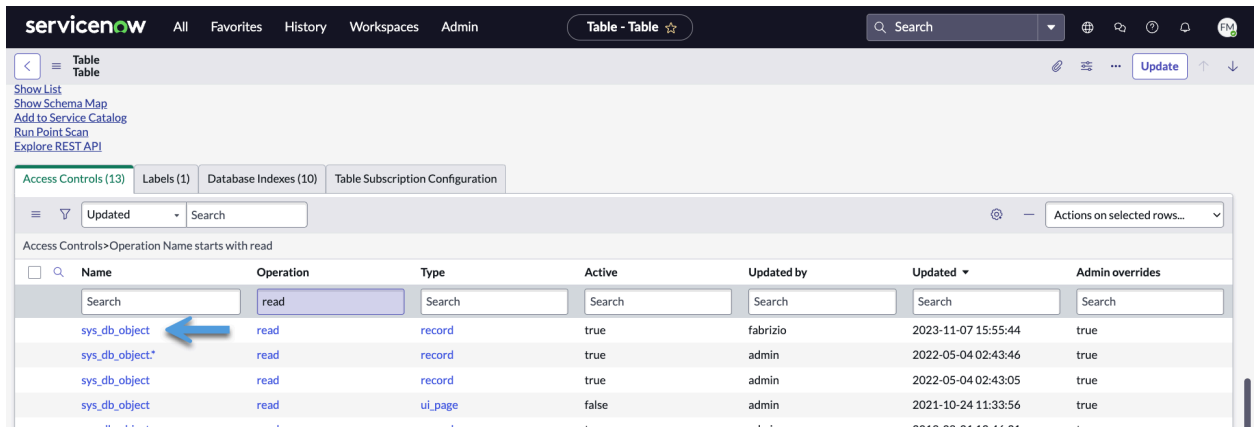 servicenow All Favorites History Workspaces Admin Table - Table Search FM
Table
Table
Update
Show List
Show Schema Map
Add to Service Catalog
Run Point Scan
Explore REST API
Access Controls (13) Labels (1) Database Indexes (10) Table Subscription Configuration
Updated Search Actions on selected rows...
Access Controls>Operation Name starts with read
Name Operation Type Active Updated by Updated Admin overrides
Search read Search Search Search Search Search
sys_db_object read record true fabrizio 2023-11-07 15:55:44 true
sys_db_object.* read record true admin 2022-05-04 02:43:46 true
sys_db_object read record true admin 2022-05-04 02:43:05 true
sys_db_object read ui_page false admin 2021-10-24 11:33:56 true